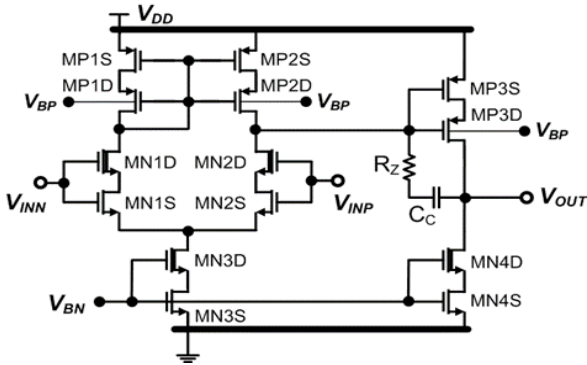 VDD
MP1S MP2S
MP3S
VBP MP1D MP2D VBP
MP3D VBP
MN1D MN2D
RZ
VINN MN1S MN2S VINP
CC VOUT
MN3D MN4D
VBN
MN3S MN4S